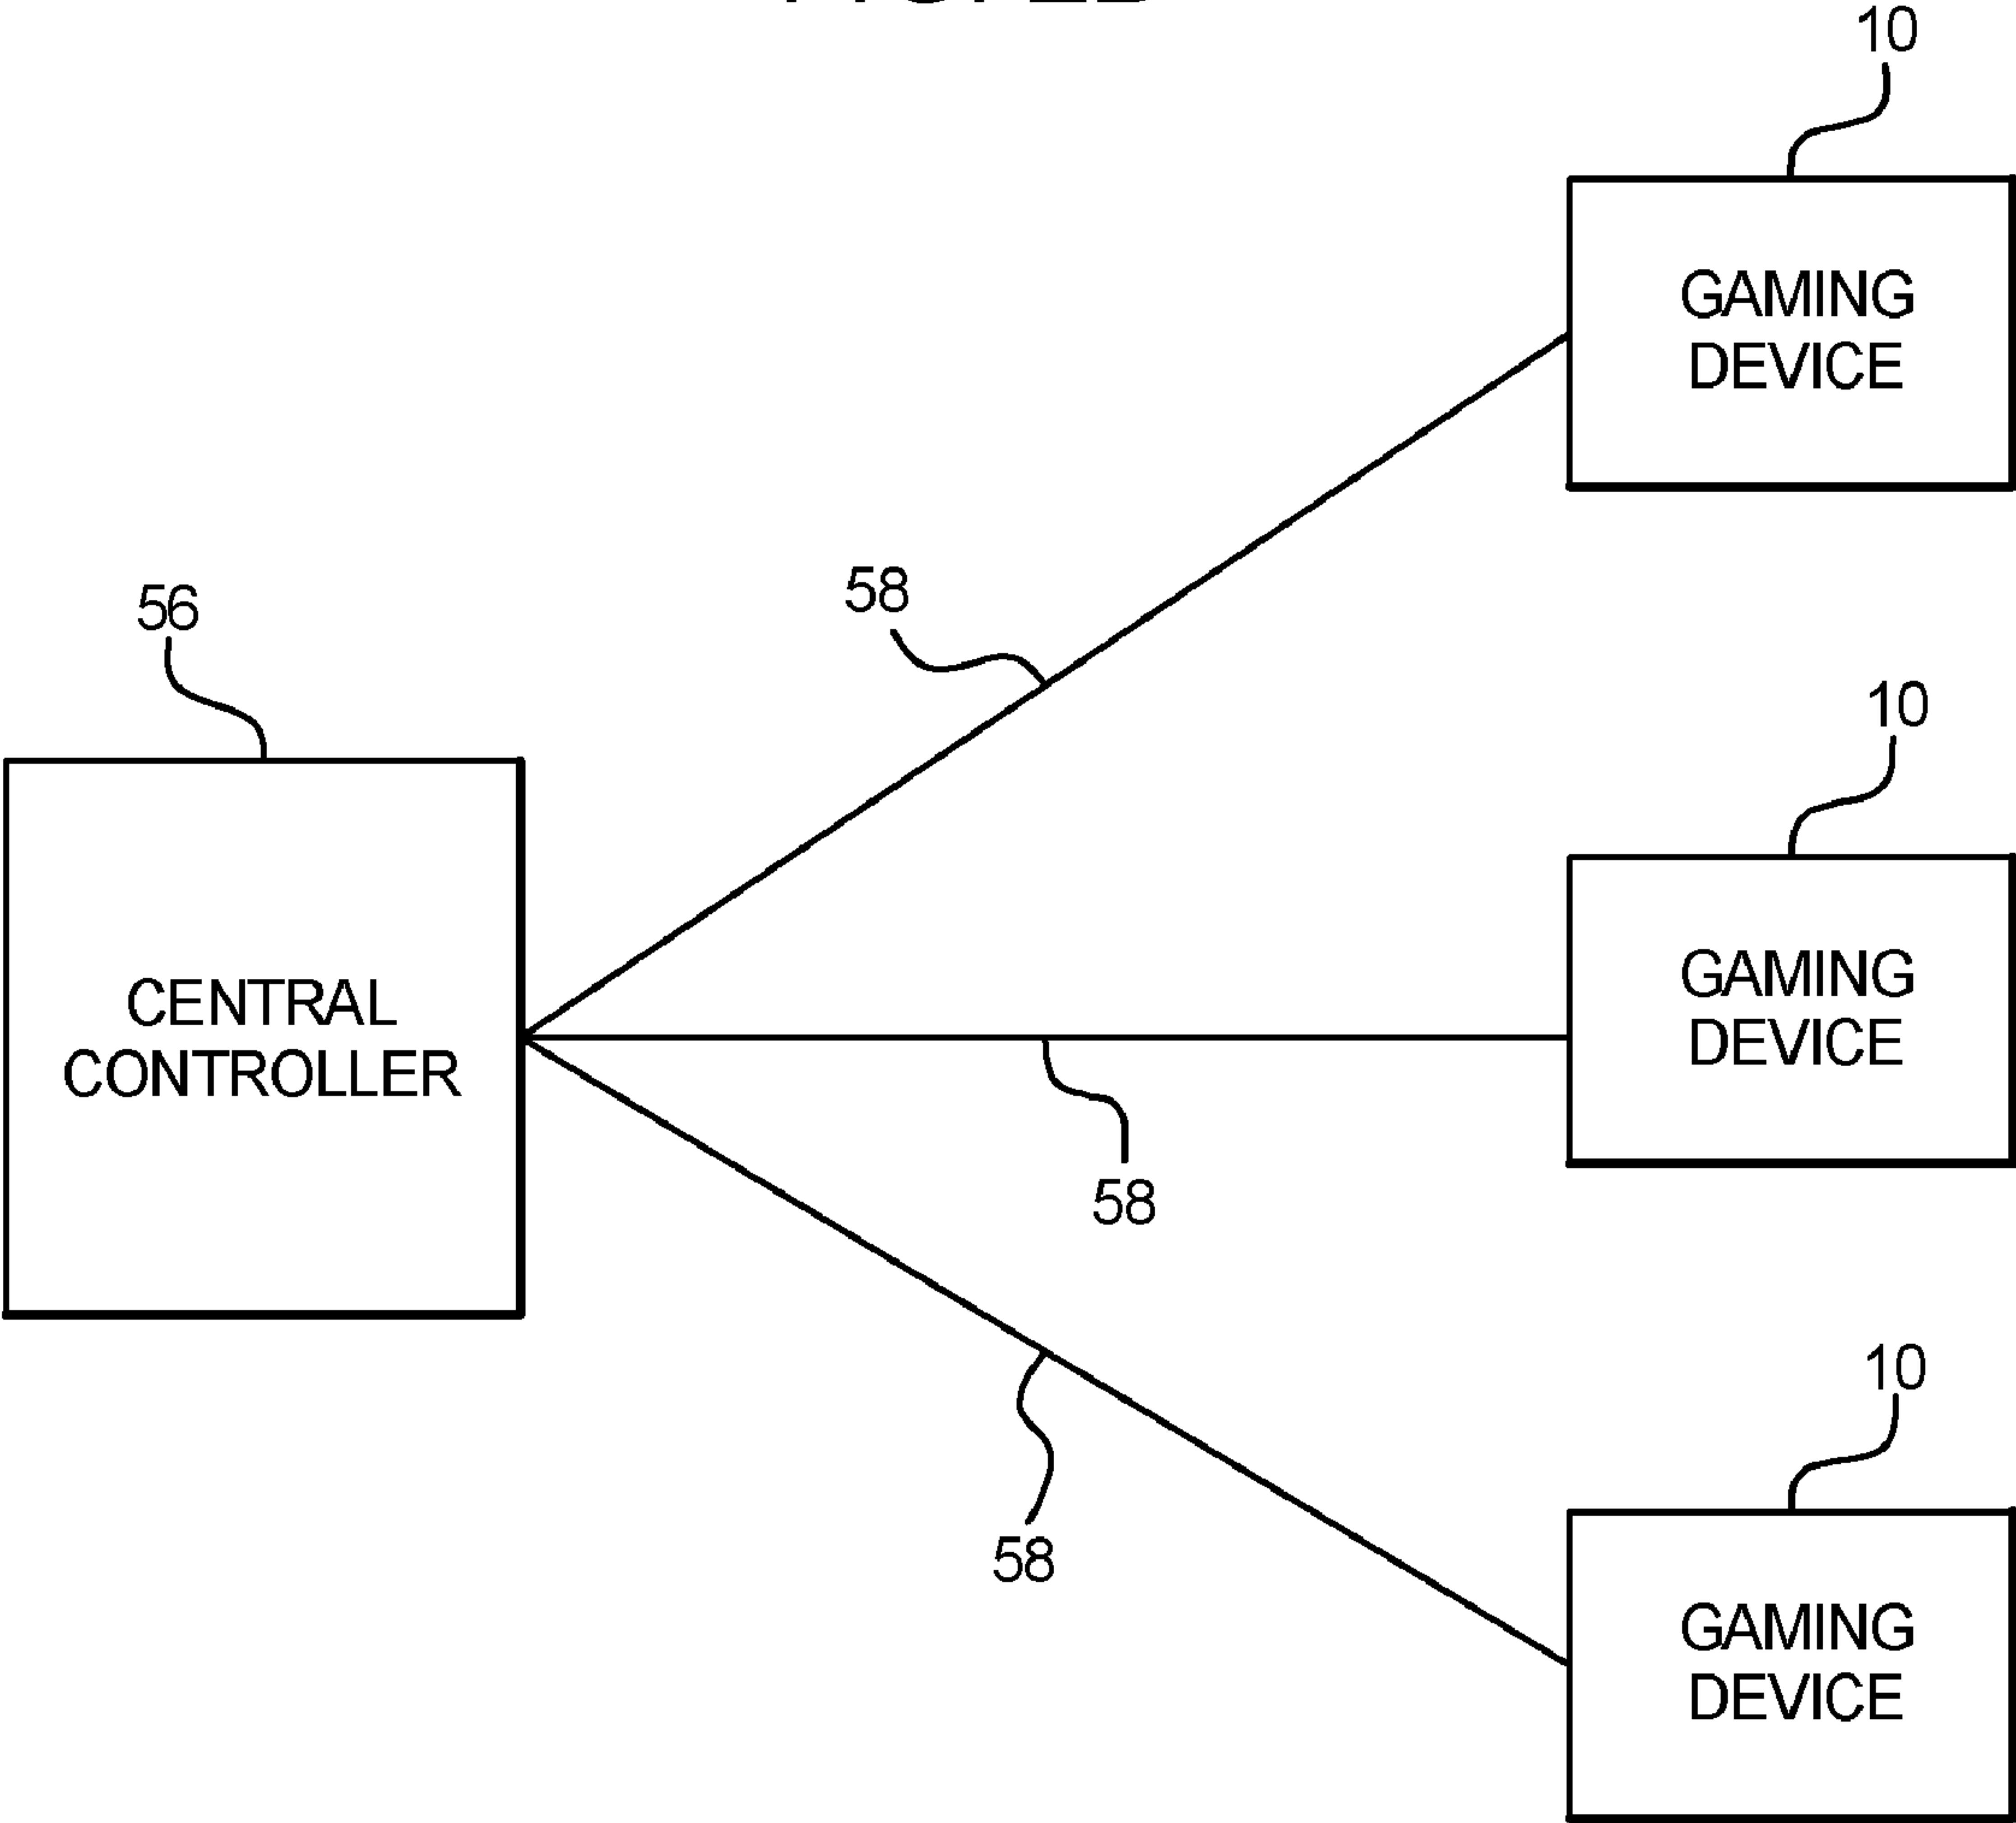 10
GAMING
DEVICE
58
56
10
CENTRAL
CONTROLLER
GAMING
DEVICE
58
10
58
GAMING
DEVICE